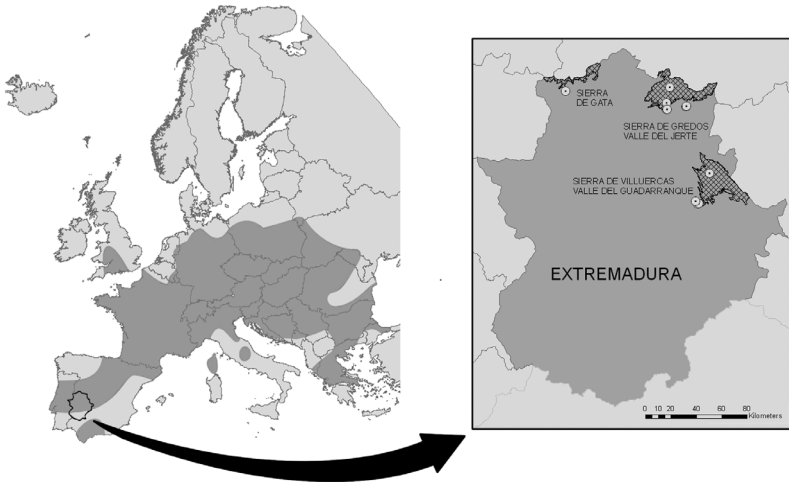 SIERRA
DE GATA
SIERRA DE GREDOS
VALLE DEL JERTE
SIERRA DE VILLUERCAS
VALLE DEL GUADARRANQUE
EXTREMADURA
0 10 20 40 60 80
Kilometers